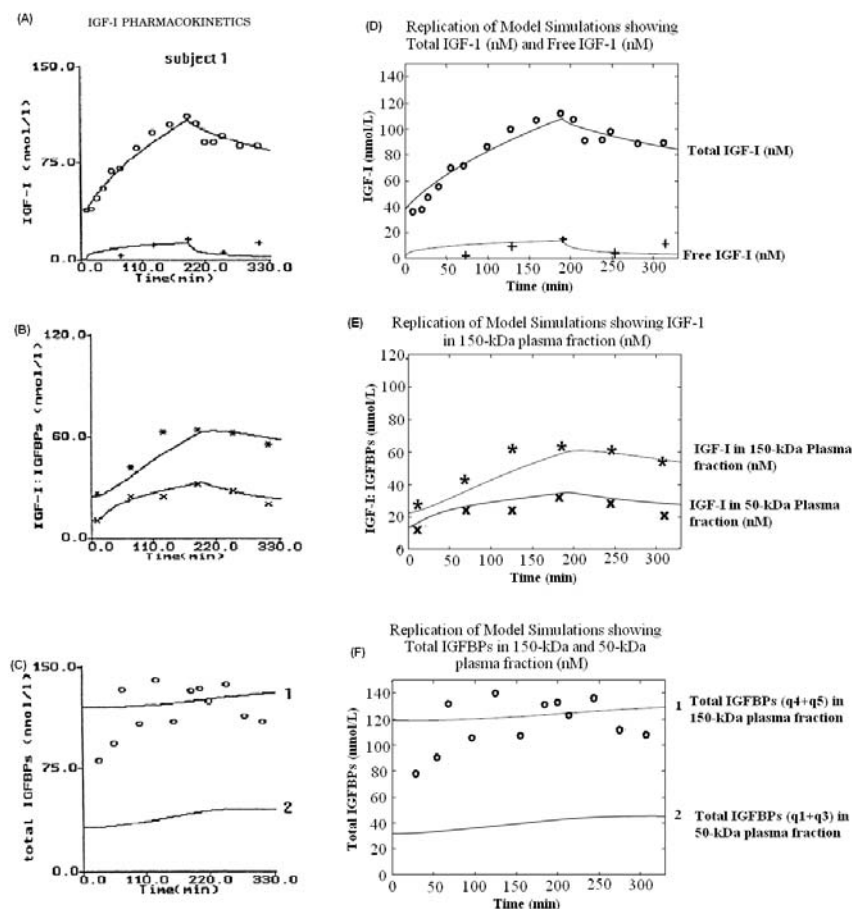 (A)
IGF-I PHARMACOKINETICS
subject 1
150.0
75.0
0.0
IGF-I (nmol/l)
0.0 110.0 220.0 330.0
Time(min)
(D) Replication of Model Simulations showing
Total IGF-1 (nM) and Free IGF-1 (nM)
140
120
100
80
60
40
20
0
IGF-I (nmol/L)
0 50 100 150 200 250 300
Time (min)
Total IGF-I (nM)
Free IGF-I (nM)
(B)
120.0
60.0
0.0
IGF-I:IGFBPs (nmol/l)
0.0 110.0 220.0 330.0
Time(min)
(E) Replication of Model Simulations showing IGF-1
in 150-kDa plasma fraction (nM)
120
100
80
60
40
20
6
IGF-I: IGFBPs (nmol/L)
0 50 100 150 200 250 300
Time (min)
IGF-I in 150-kDa Plasma
fraction (nM)
IGF-I in 50-kDa Plasma
fraction (nM)
(C)
150.0
75.0
0.0
total IGFBPs (nmol/l)
1
2
0.0 110.0 220.0 330.0
Time(min)
Replication of Model Simulations showing
(F) Total IGFBPs in 150-kDa and 50-kDa
plasma fraction (nM)
140
120
100
80
60
40
20
0
Total IGFBPs (nmol/L)
0 50 100 150 200 250 300
Time (min)
1 Total IGFBPs (q4+q5) in
150-kDa plasma fraction
2 Total IGFBPs (q1+q3) in
50-kDa plasma fraction